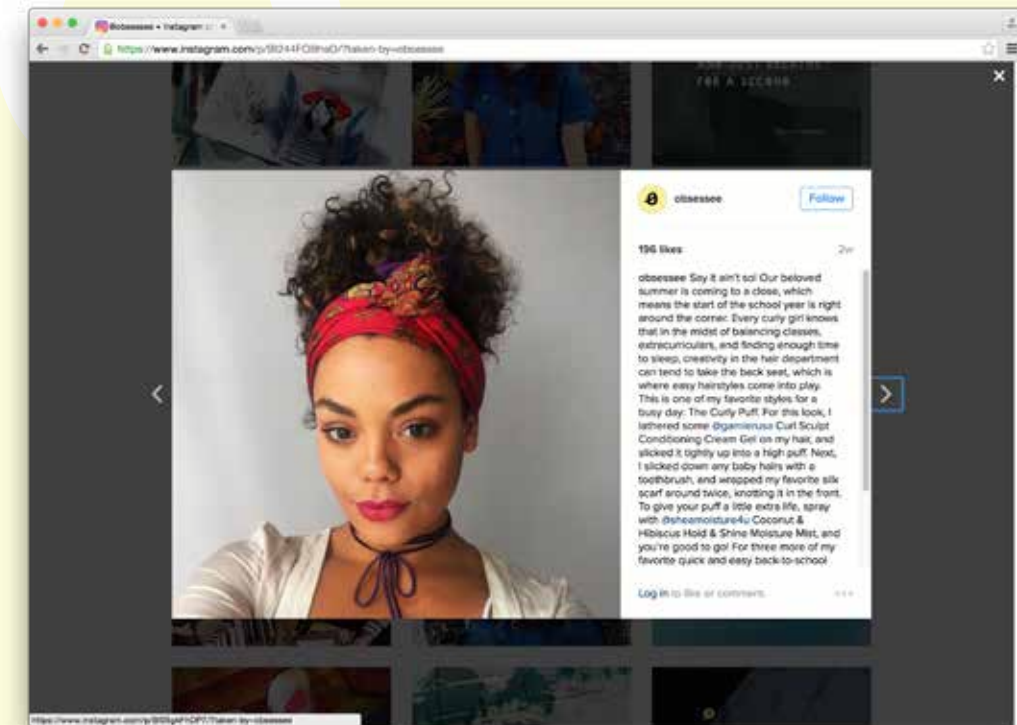 @obsessee • Instagram
https://www.instagram.com/p/
FOR A SECOND
obsessee
Follow
196 likes
2w
obsessee Say it ain't so! Our beloved
summer is coming to a close, which
means the start of the school year is right
around the corner. Every curly girl knows
that in the midst of balancing classes,
extracurriculars, and finding enough time
to sleep, creativity in the hair department
can tend to take the back seat, which is
where easy hairstyles come into play.
This is one of my favorite styles for a
busy day: The Curly Puff. For this look, I
lathered some @garnierusa Curl Sculpt
Conditioning Cream Gel on my hair, and
slicked it tightly up into a high puff. Next,
I slicked down any baby hairs with a
toothbrush, and wrapped my favorite silk
scarf around twice, knotting it in the front.
To give your puff a little extra life, spray
with @sheamoisture4u Coconut &
Hibiscus Hold & Shine Moisture Mist, and
you're good to go! For three more of my
favorite quick and easy back-to-school
Log in to like or comment.